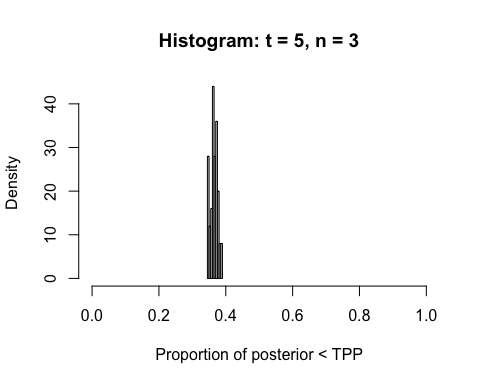 Histogram: t = 5, n = 3
Density
40
30
20
10
0
0.0 0.2 0.4 0.6 0.8 1.0
Proportion of posterior < TPP